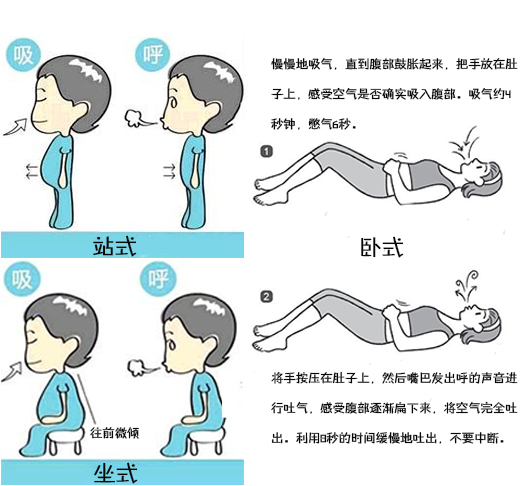 吸
呼
站式
吸
呼
往前微倾
坐式
慢慢地吸气，直到腹部鼓胀起来，把手放在肚
子上，感受空气是否确实吸入腹部。吸气约4
秒钟，憋气6秒。
1
卧式
2
将手按压在肚子上，然后嘴巴发出呼的声音进
行吐气，感受腹部逐渐扁下来，将空气完全吐
出。利用8秒的时间缓慢地吐出，不要中断。